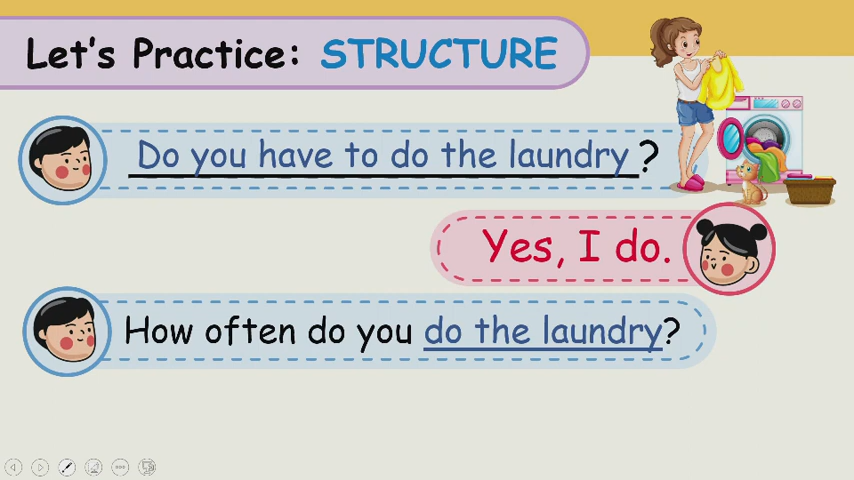 Let's Practice: STRUCTURE
Do you have to do the laundry?
Yes, I do.
How often do you do the laundry?